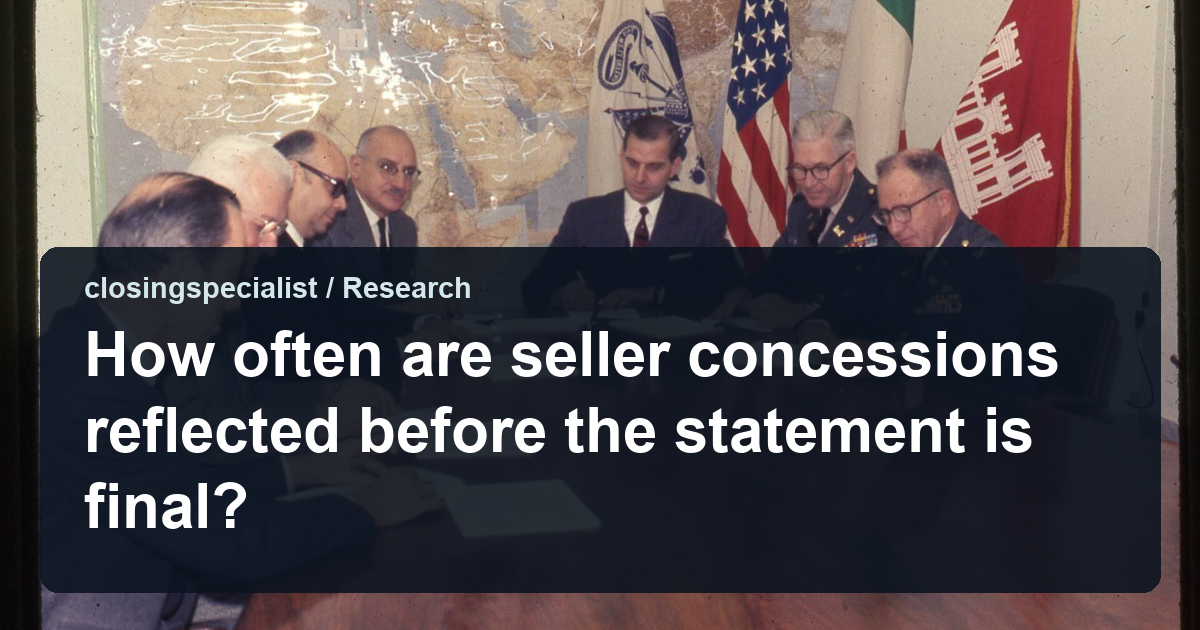 closingspecialist / Research
How often are seller concessions
reflected before the statement is
final?